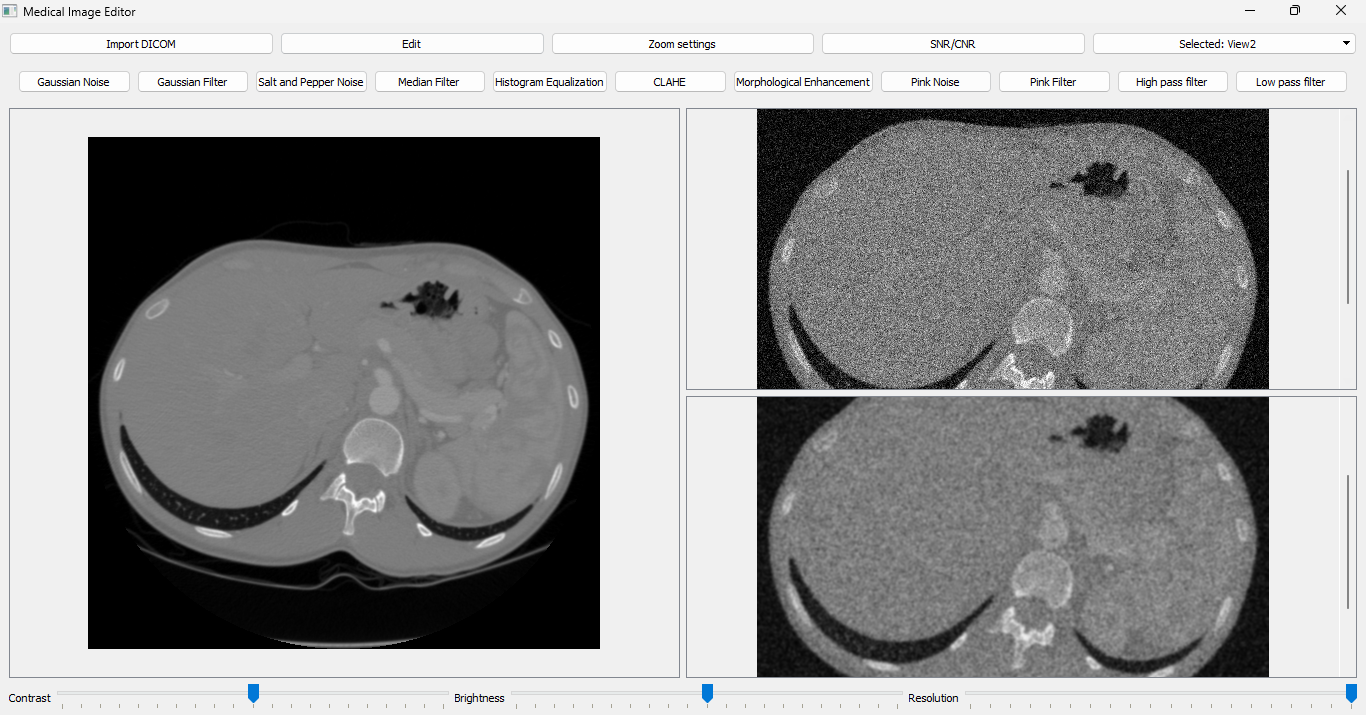 Medical Image Editor
Import DICOM Edit Zoom settings SNR/CNR Selected: View2
Gaussian Noise Gaussian Filter Salt and Pepper Noise Median Filter Histogram Equalization CLAHE Morphological Enhancement Pink Noise Pink Filter High pass filter Low pass filter
Contrast Brightness Resolution